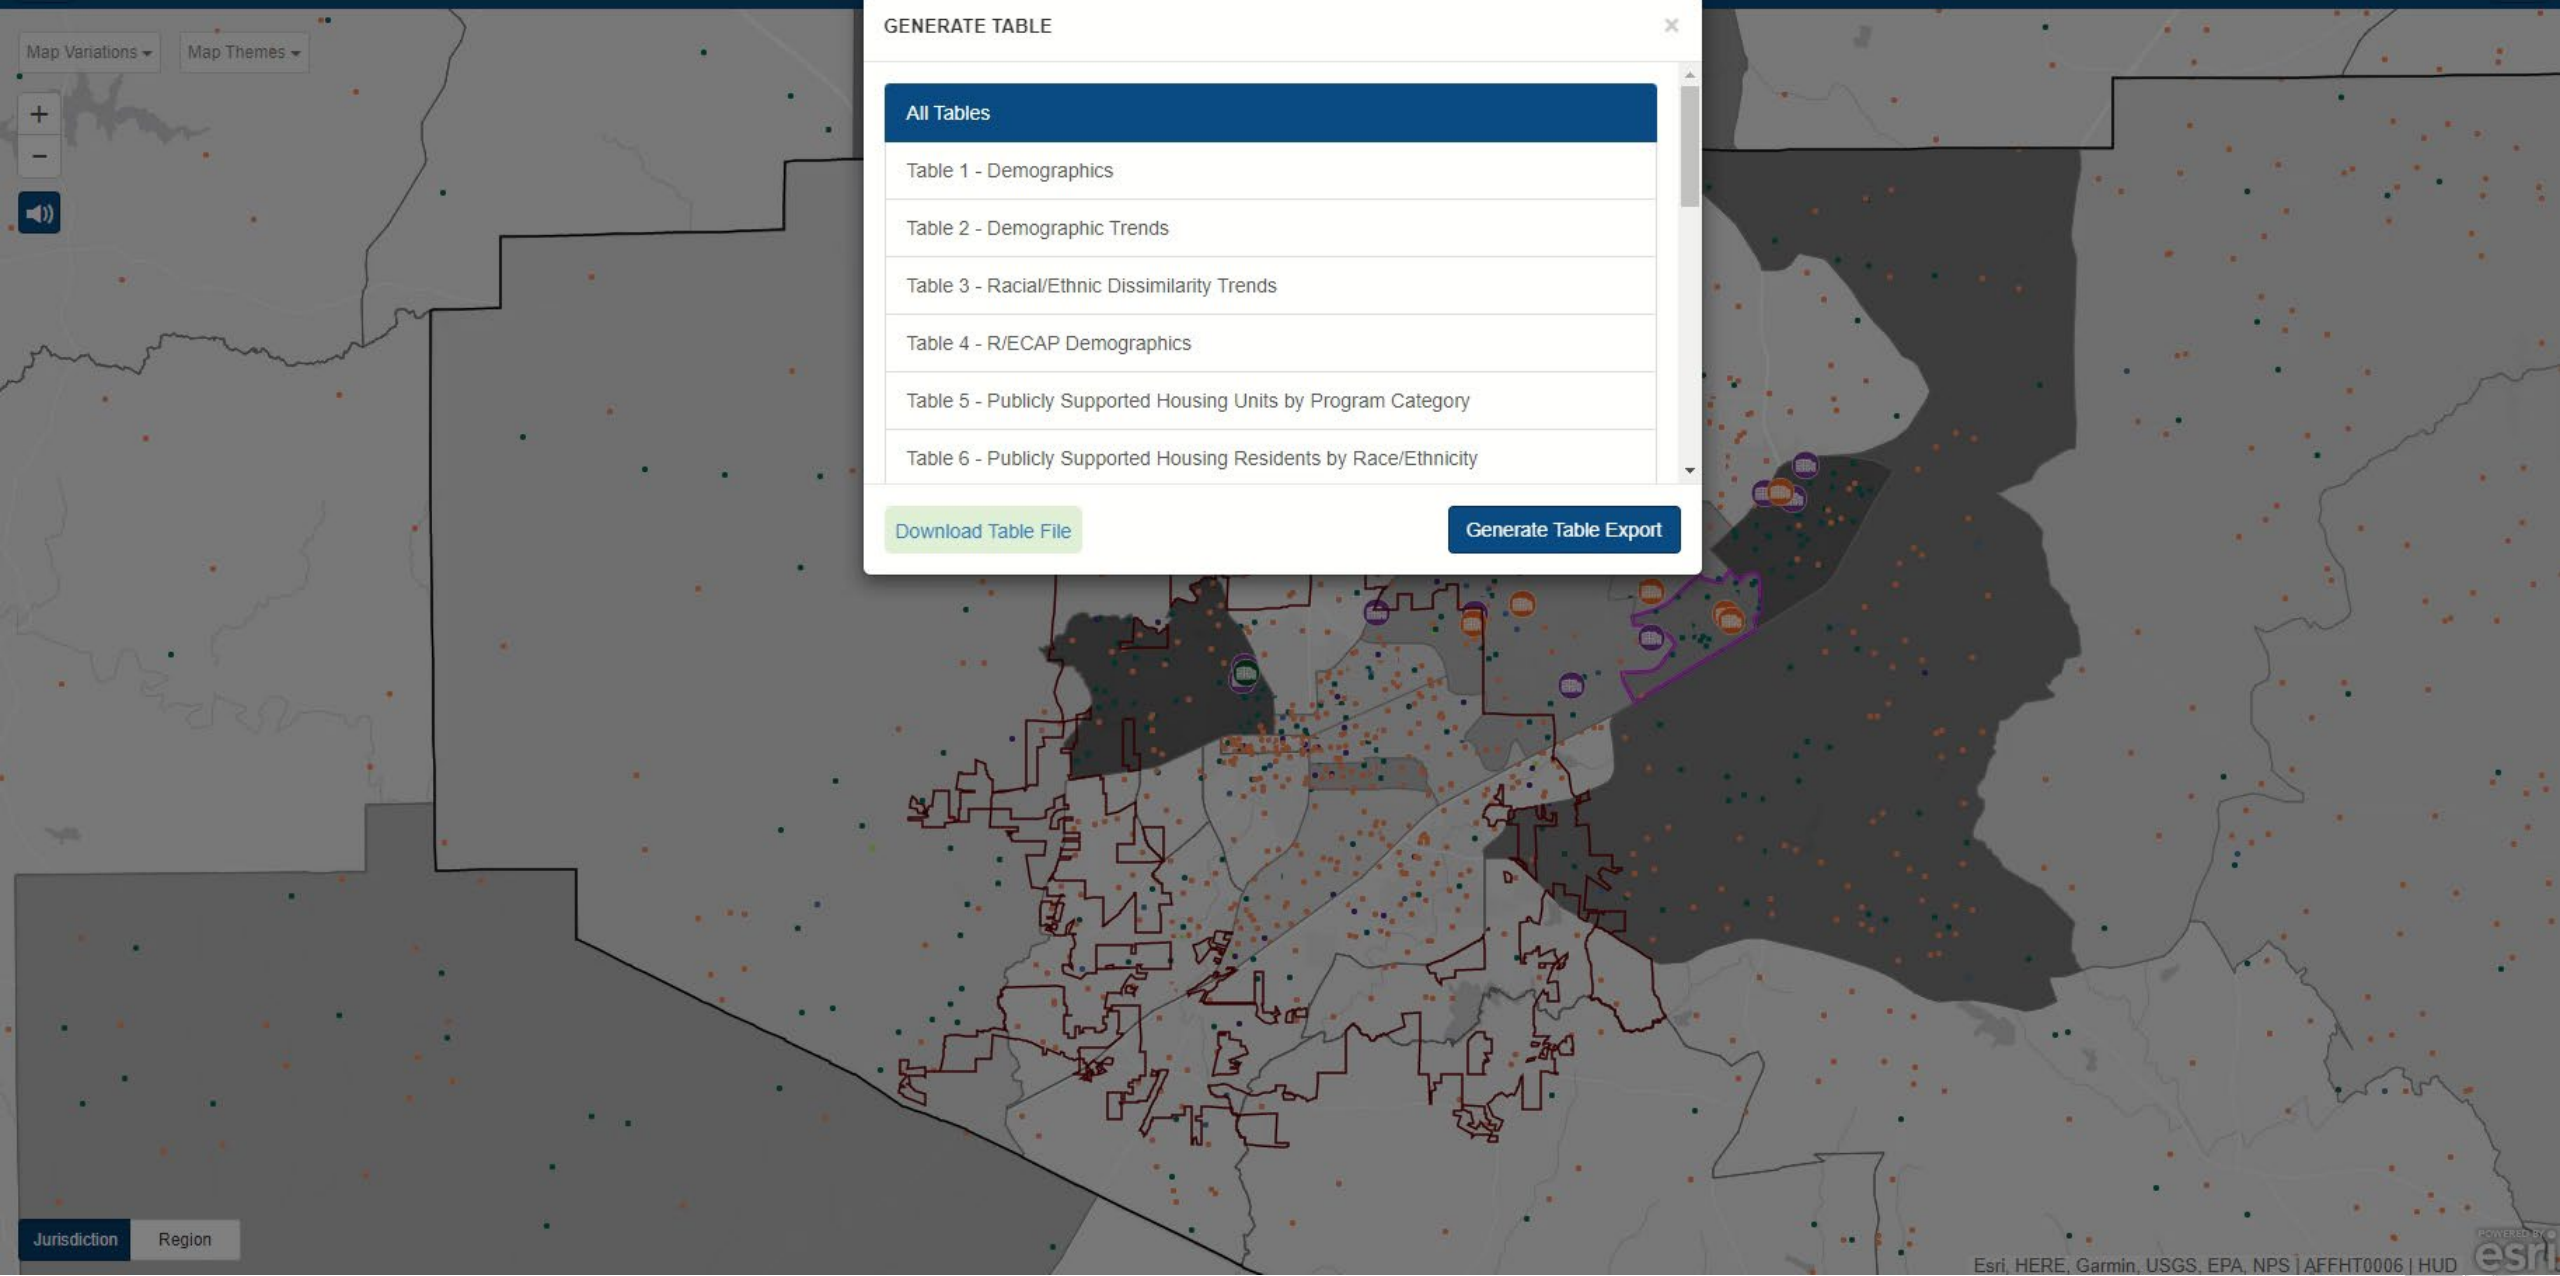 GENERATE TABLE
×
Map Variations
Map Themes
+
−
All Tables
Table 1 - Demographics
Table 2 - Demographic Trends
Table 3 - Racial/Ethnic Dissimilarity Trends
Table 4 - R/ECAP Demographics
Table 5 - Publicly Supported Housing Units by Program Category
Table 6 - Publicly Supported Housing Residents by Race/Ethnicity
Download Table File
Generate Table Export
Jurisdiction
Region
Esri, HERE, Garmin, USGS, EPA, NPS | AFFHT0006 | HUD
POWERED BY
esri